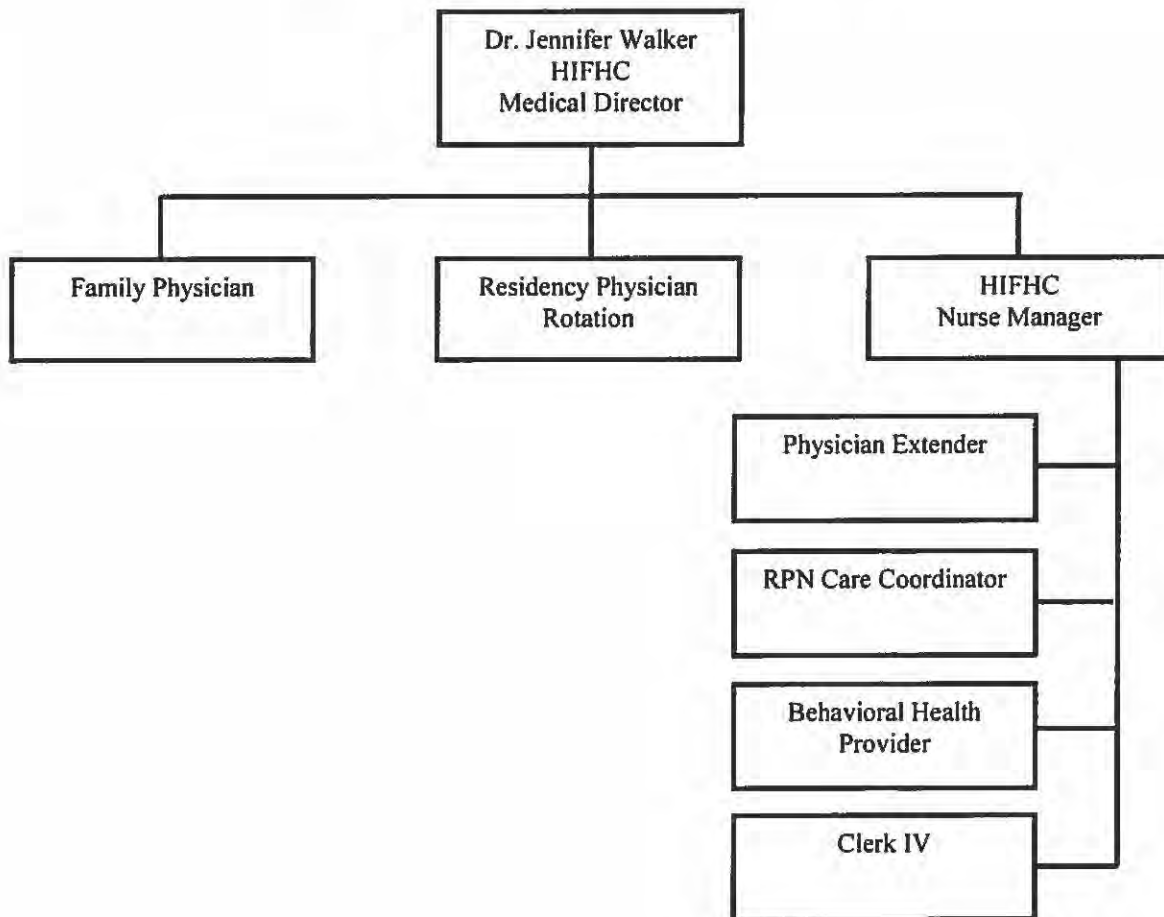 Dr. Jennifer Walker
HIFHC
Medical Director
Family Physician
Residency Physician
Rotation
HIFHC
Nurse Manager
Physician Extender
RPN Care Coordinator
Behavioral Health
Provider
Clerk IV